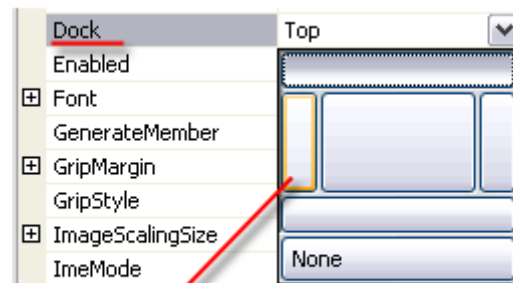 Dock Top
Enabled
Font
GenerateMember
GripMargin
GripStyle
ImageScalingSize
ImeMode None